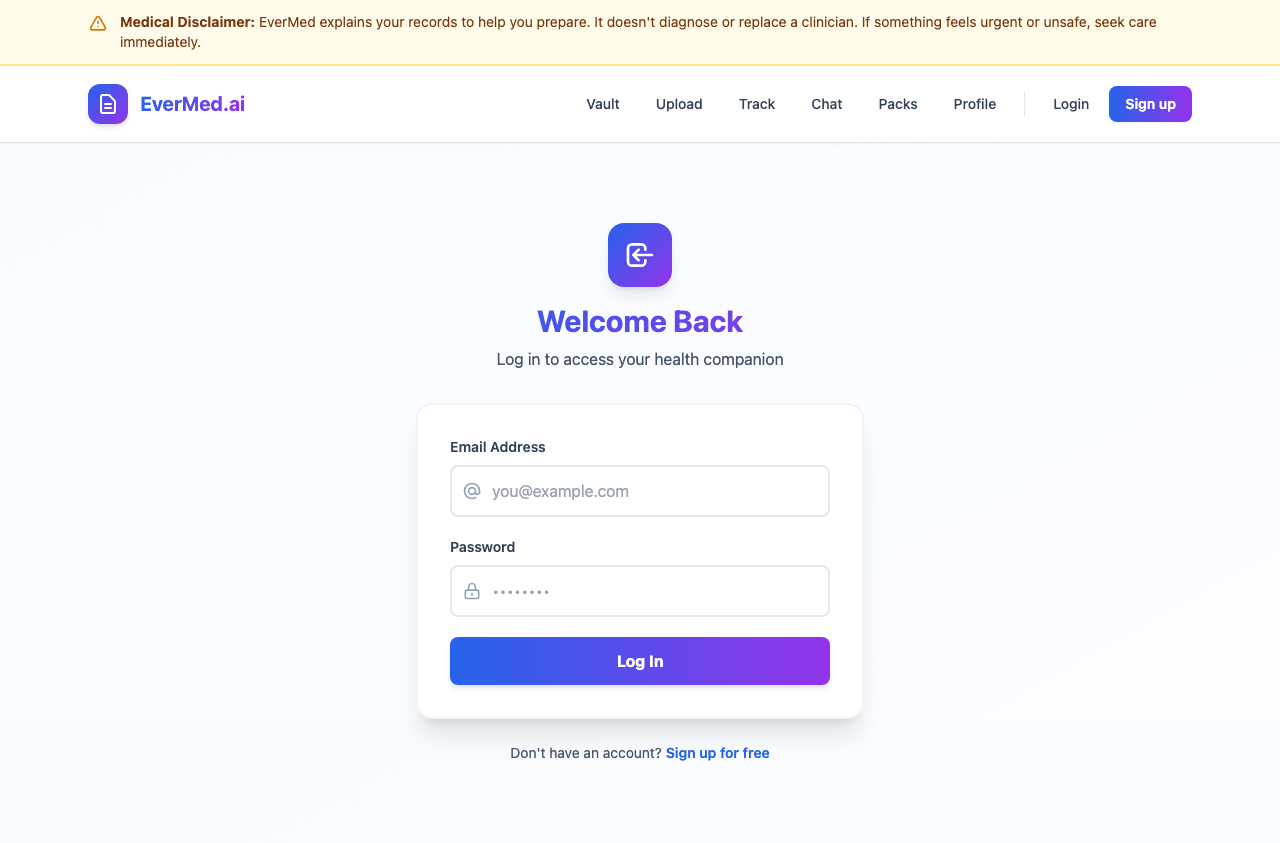 Medical Disclaimer: EverMed explains your records to help you prepare. It doesn't diagnose or replace a clinician. If something feels urgent or unsafe, seek care
immediately.
EverMed.ai
Vault
Upload
Track
Chat
Packs
Profile
Login
Sign up
Welcome Back
Log in to access your health companion
Email Address
you@example.com
Password
••••••••
Log In
Don't have an account? Sign up for free